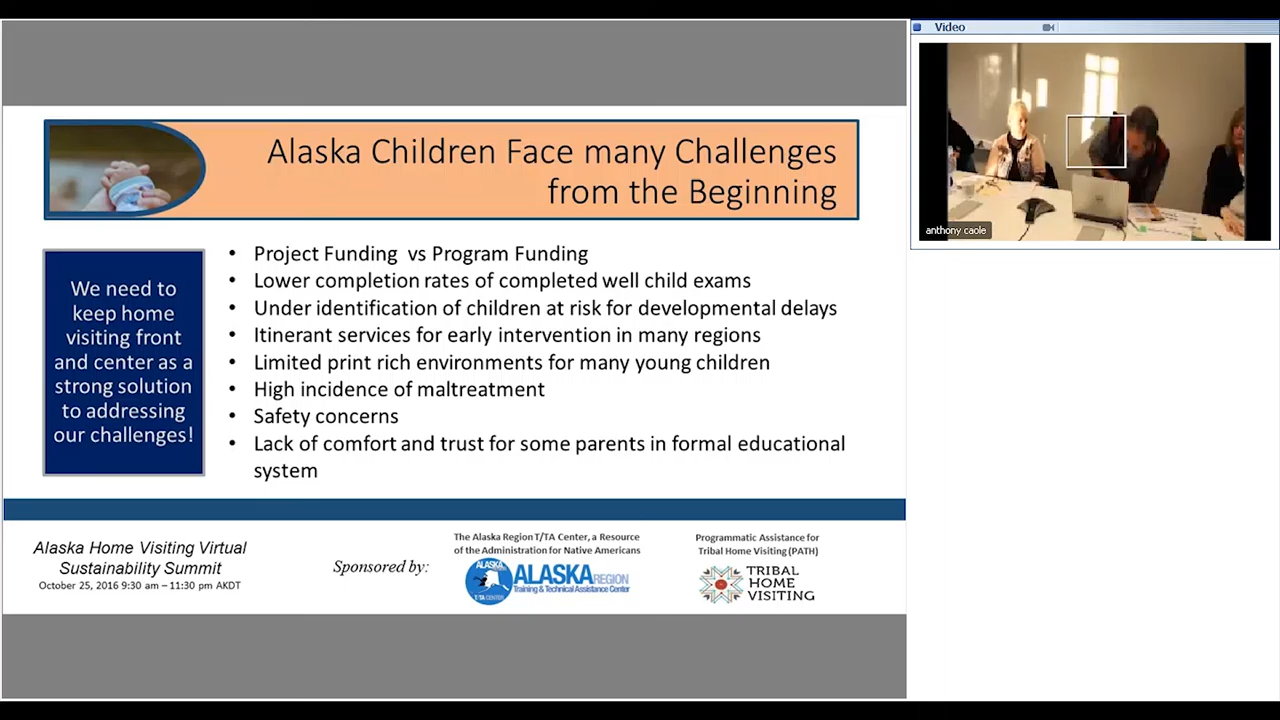 Alaska Children Face many Challenges
from the Beginning
We need to
keep home
visiting front
and center as a
strong solution
to addressing
our challenges!
• Project Funding vs Program Funding
• Lower completion rates of completed well child exams
• Under identification of children at risk for developmental delays
• Itinerant services for early intervention in many regions
• Limited print rich environments for many young children
• High incidence of maltreatment
• Safety concerns
• Lack of comfort and trust for some parents in formal educational
system
Alaska Home Visiting Virtual
Sustainability Summit
October 25, 2016 9:30 am – 11:30 pm AKDT
Sponsored by:
The Alaska Region T/TA Center, a Resource
of the Administration for Native Americans
ALASKA
T/TA CENTER
ALASKA REGION
Training & Technical Assistance Center
Programmatic Assistance for
Tribal Home Visiting (PATH)
TRIBAL
HOME
VISITING
Video
anthony caole